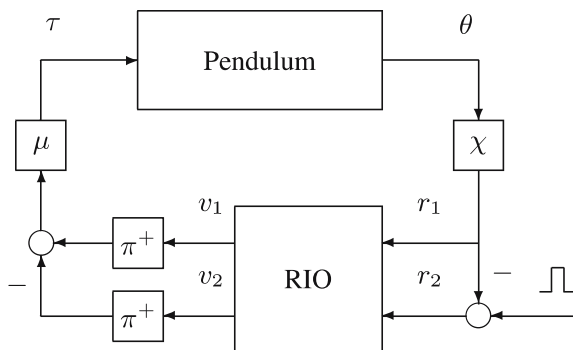 τ
θ
Pendulum
μ
χ
v₁
r₁
π⁺
−
v₂
RIO
r₂
−
π⁺